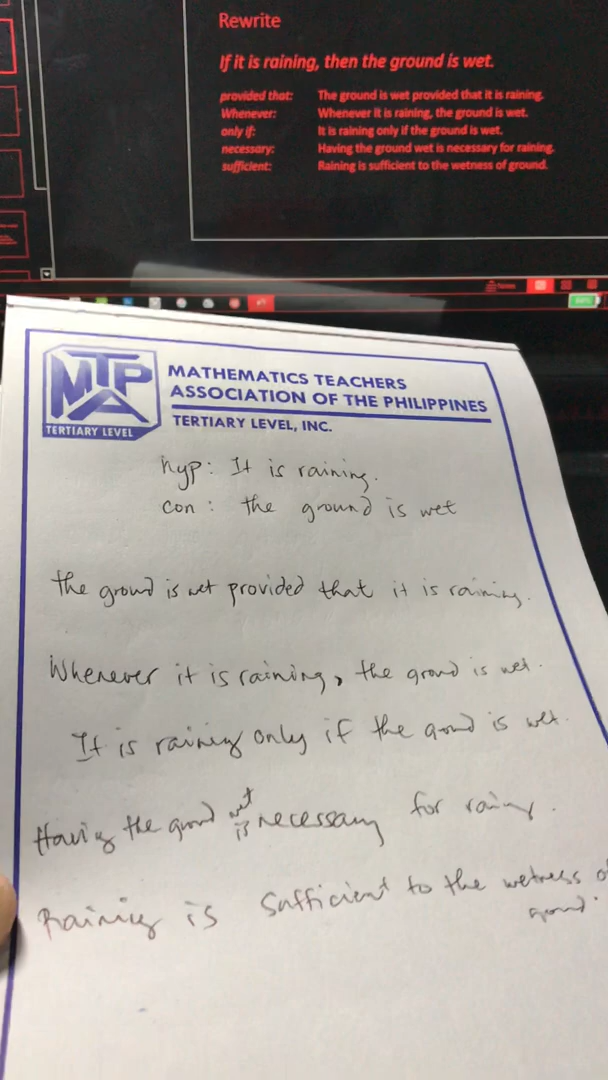 Rewrite
If it is raining, then the ground is wet.
provided that: The ground is wet provided that it is raining.
Whenever: Whenever it is raining, the ground is wet.
only if: It is raining only if the ground is wet.
necessary: Having the ground wet is necessary for raining.
sufficient: Raining is sufficient to the wetness of ground.
MTPA
TERTIARY LEVEL
MATHEMATICS TEACHERS
ASSOCIATION OF THE PHILIPPINES
TERTIARY LEVEL, INC.
hyp: It is raining.
con: the ground is wet
the ground is wet provided that it is raining.
Whenever it is raining, the ground is wet.
It is raining only if the ground is wet.
Having the ground wet is necessary for raining.
Raining is sufficient to the wetness of
ground.